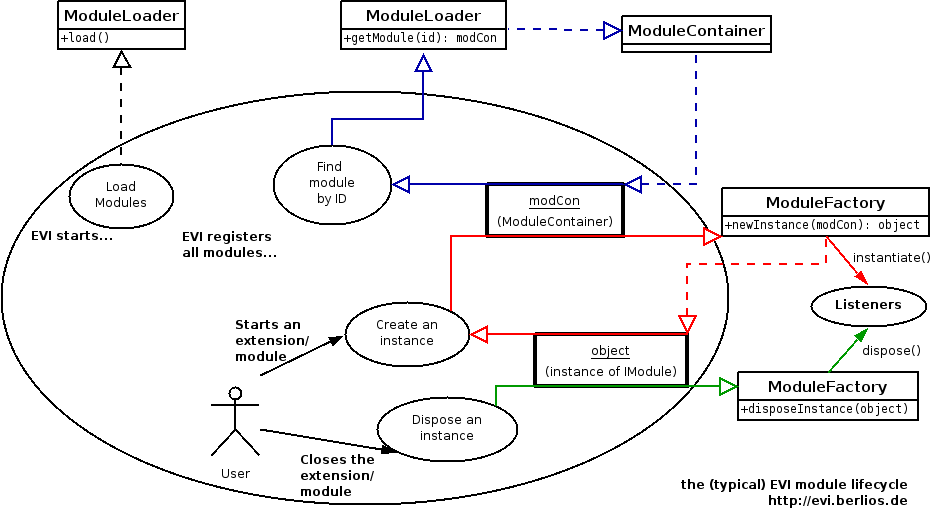 ModuleLoader
+load()
ModuleLoader
+getModule(id): modCon
ModuleContainer
Load
Modules
Find
module
by ID
modCon
(ModuleContainer)
ModuleFactory
+newInstance(modCon): object
EVI starts...
EVI registers
all modules...
instantiate()
Listeners
Starts an
extension/
module
Create an
instance
object
(instance of IModule)
dispose()
ModuleFactory
+disposeInstance(object)
Dispose an
instance
User
Closes the
extension/
module
the (typical) EVI module lifecycle
http://evi.berlios.de